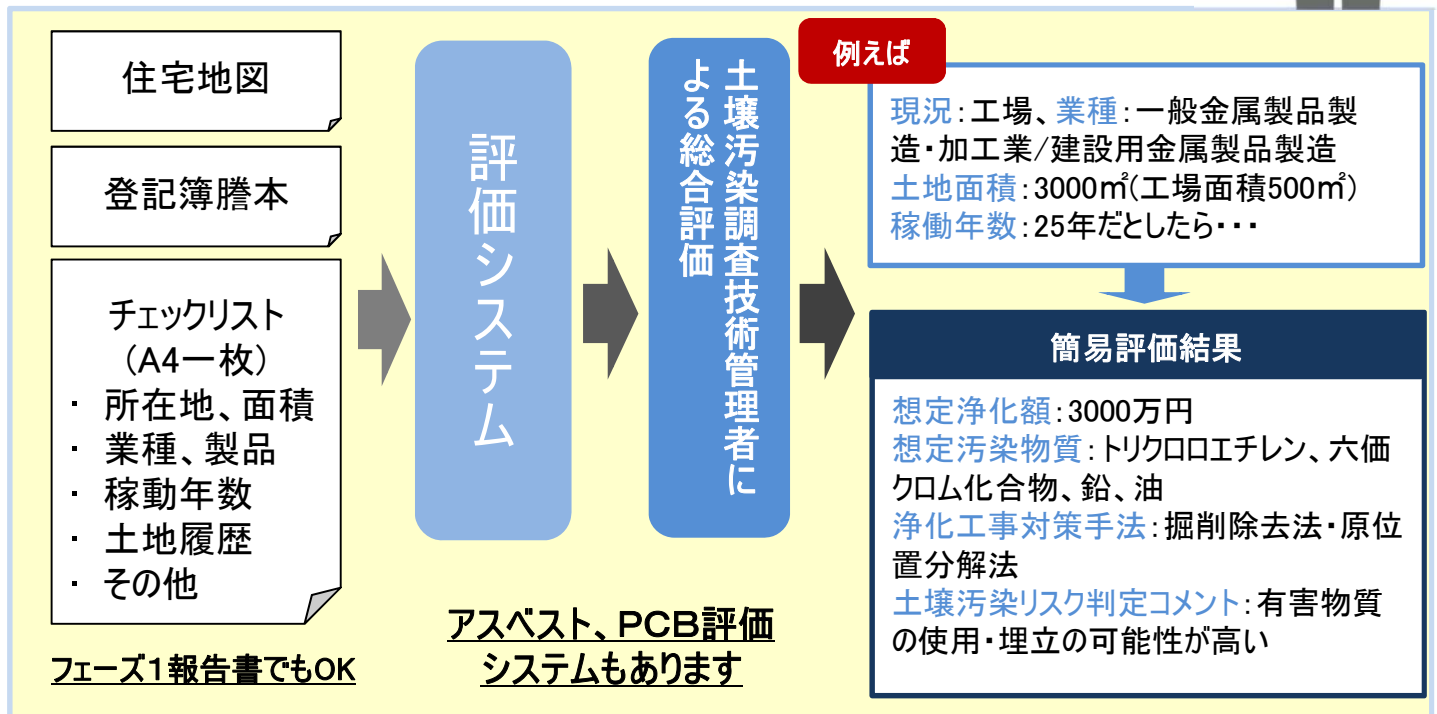 住宅地図
登記簿謄本
チェックリスト
(A4一枚)
・ 所在地、面積
・ 業種、製品
・ 稼動年数
・ 土地履歴
・ その他
フェーズ1報告書でもOK
評価システム
アスベスト、PCB評価
システムもあります
土壌汚染調査技術管理者に
よる総合評価
例えば
現況:工場、業種:一般金属製品製
造・加工業/建設用金属製品製造
土地面積:3000㎡(工場面積500㎡)
稼働年数:25年だとしたら・・・
簡易評価結果
想定浄化額:3000万円
想定汚染物質:トリクロロエチレン、六価
クロム化合物、鉛、油
浄化工事対策手法:掘削除去法・原位
置分解法
土壌汚染リスク判定コメント:有害物質
の使用・埋立の可能性が高い